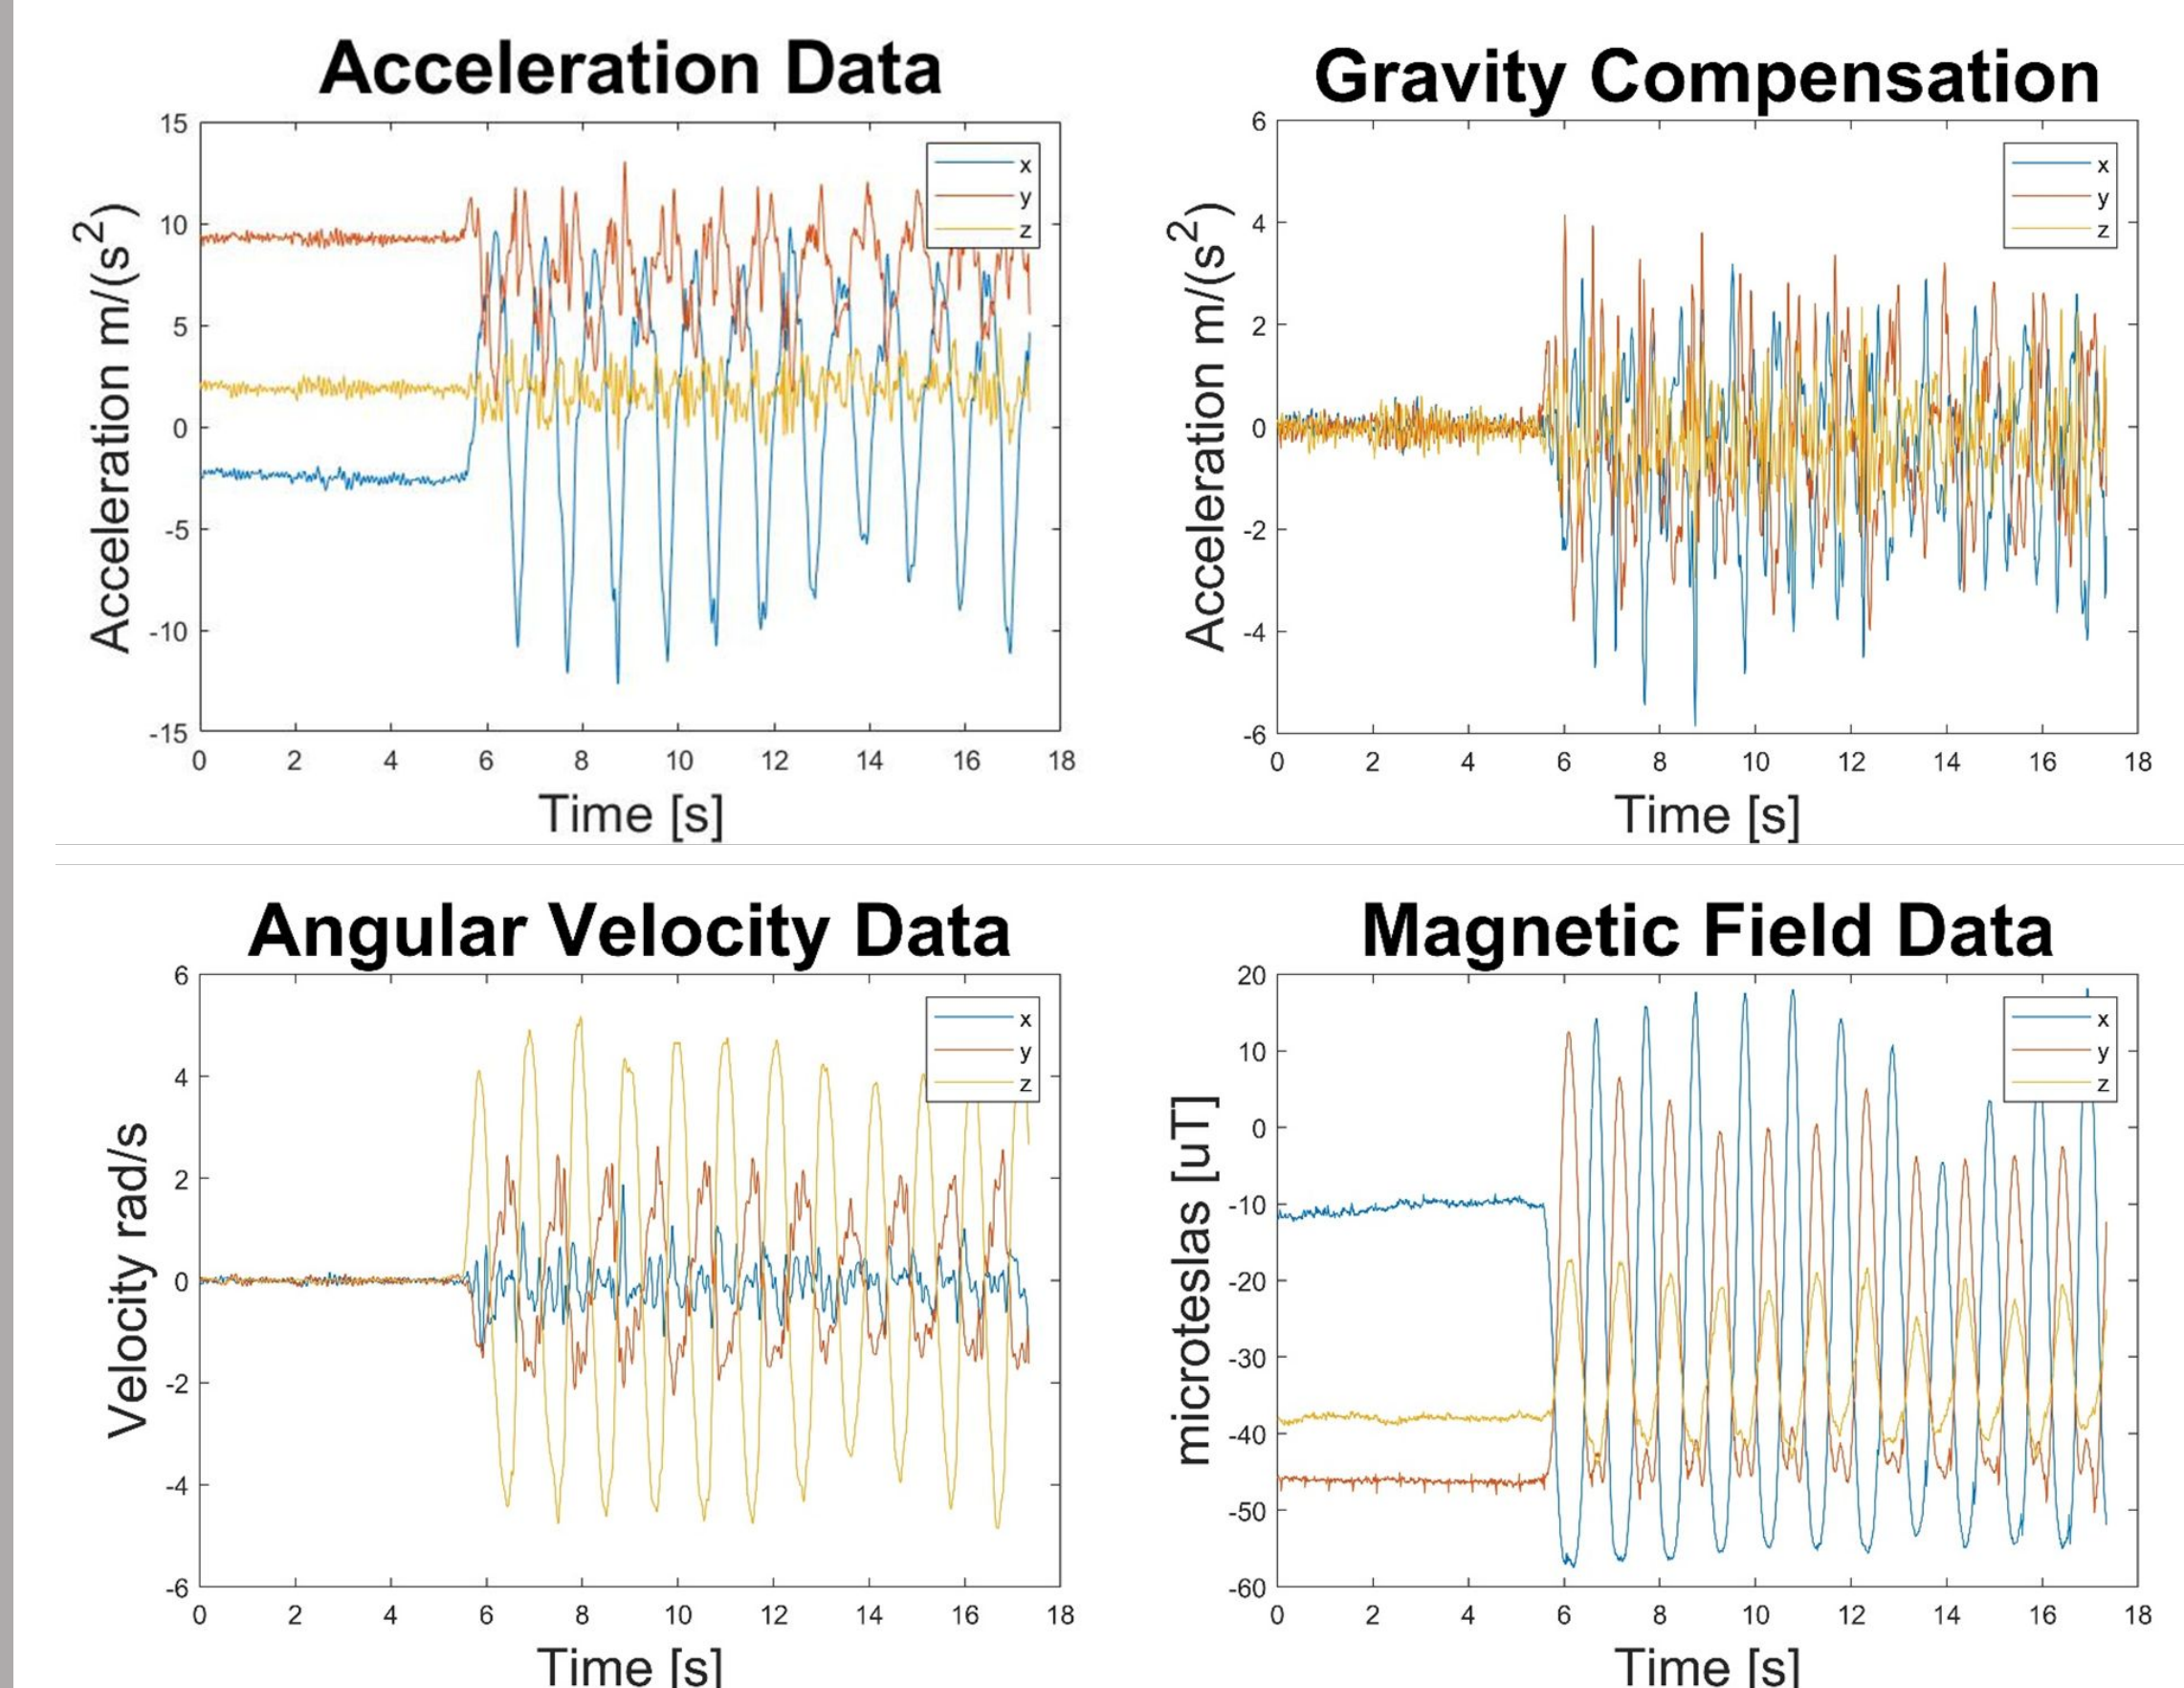 Acceleration Data
15
10
5
0
-5
-10
-15
Acceleration m/(s²)
x
y
z
0 2 4 6 8 10 12 14 16 18
Time [s]
Gravity Compensation
6
4
2
0
-2
-4
-6
Acceleration m/(s²)
x
y
z
0 2 4 6 8 10 12 14 16 18
Time [s]
Angular Velocity Data
6
4
2
0
-2
-4
-6
Velocity rad/s
x
y
z
0 2 4 6 8 10 12 14 16 18
Time [s]
Magnetic Field Data
20
10
0
-10
-20
-30
-40
-50
-60
microteslas [uT]
x
y
z
0 2 4 6 8 10 12 14 16 18
Time [s]